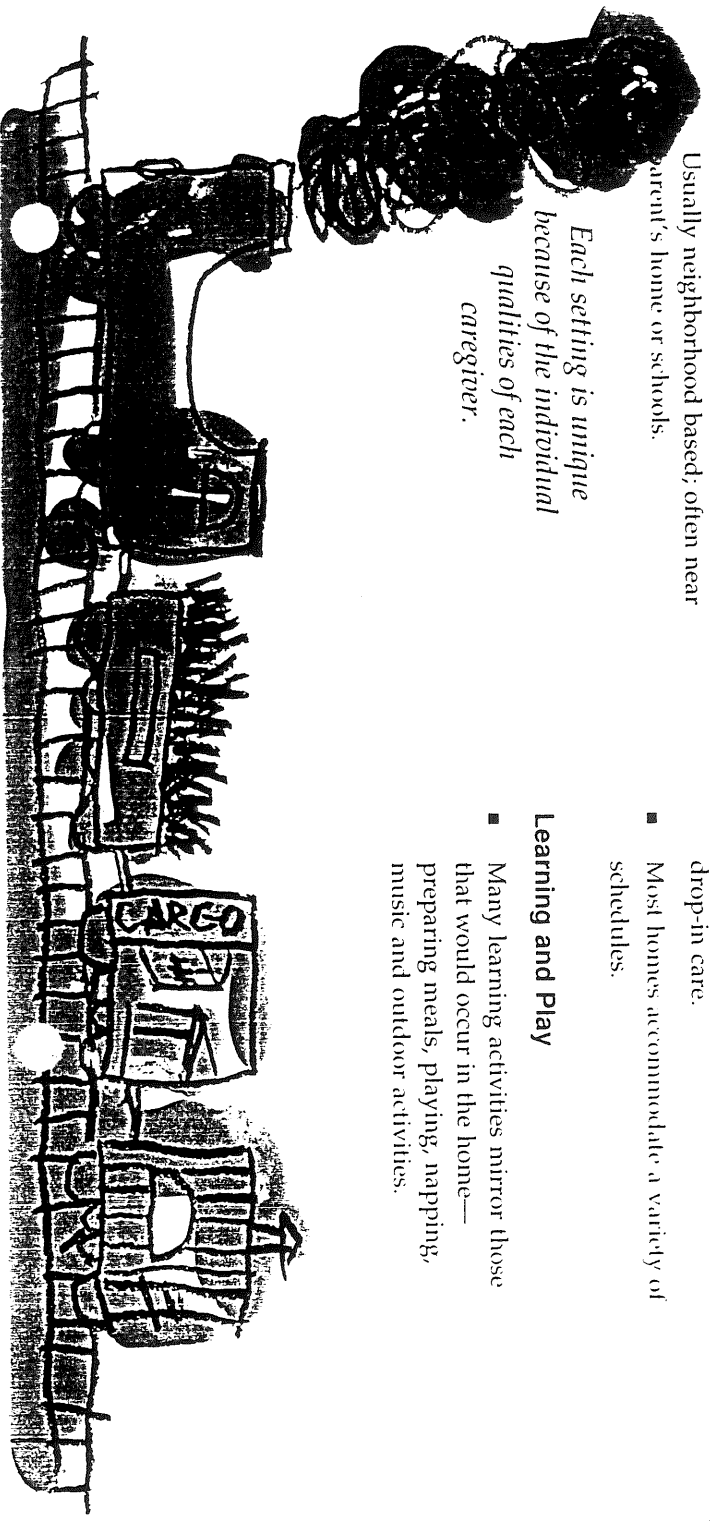 Usually neighborhood based; often near
parent's home or schools.
Each setting is unique
because of the individual
qualities of each
caregiver.
drop-in care.
■ Most homes accommodate a variety of
schedules.
Learning and Play
■ Many learning activities mirror those
that would occur in the home—
preparing meals, playing, napping,
music and outdoor activities.
CARGO